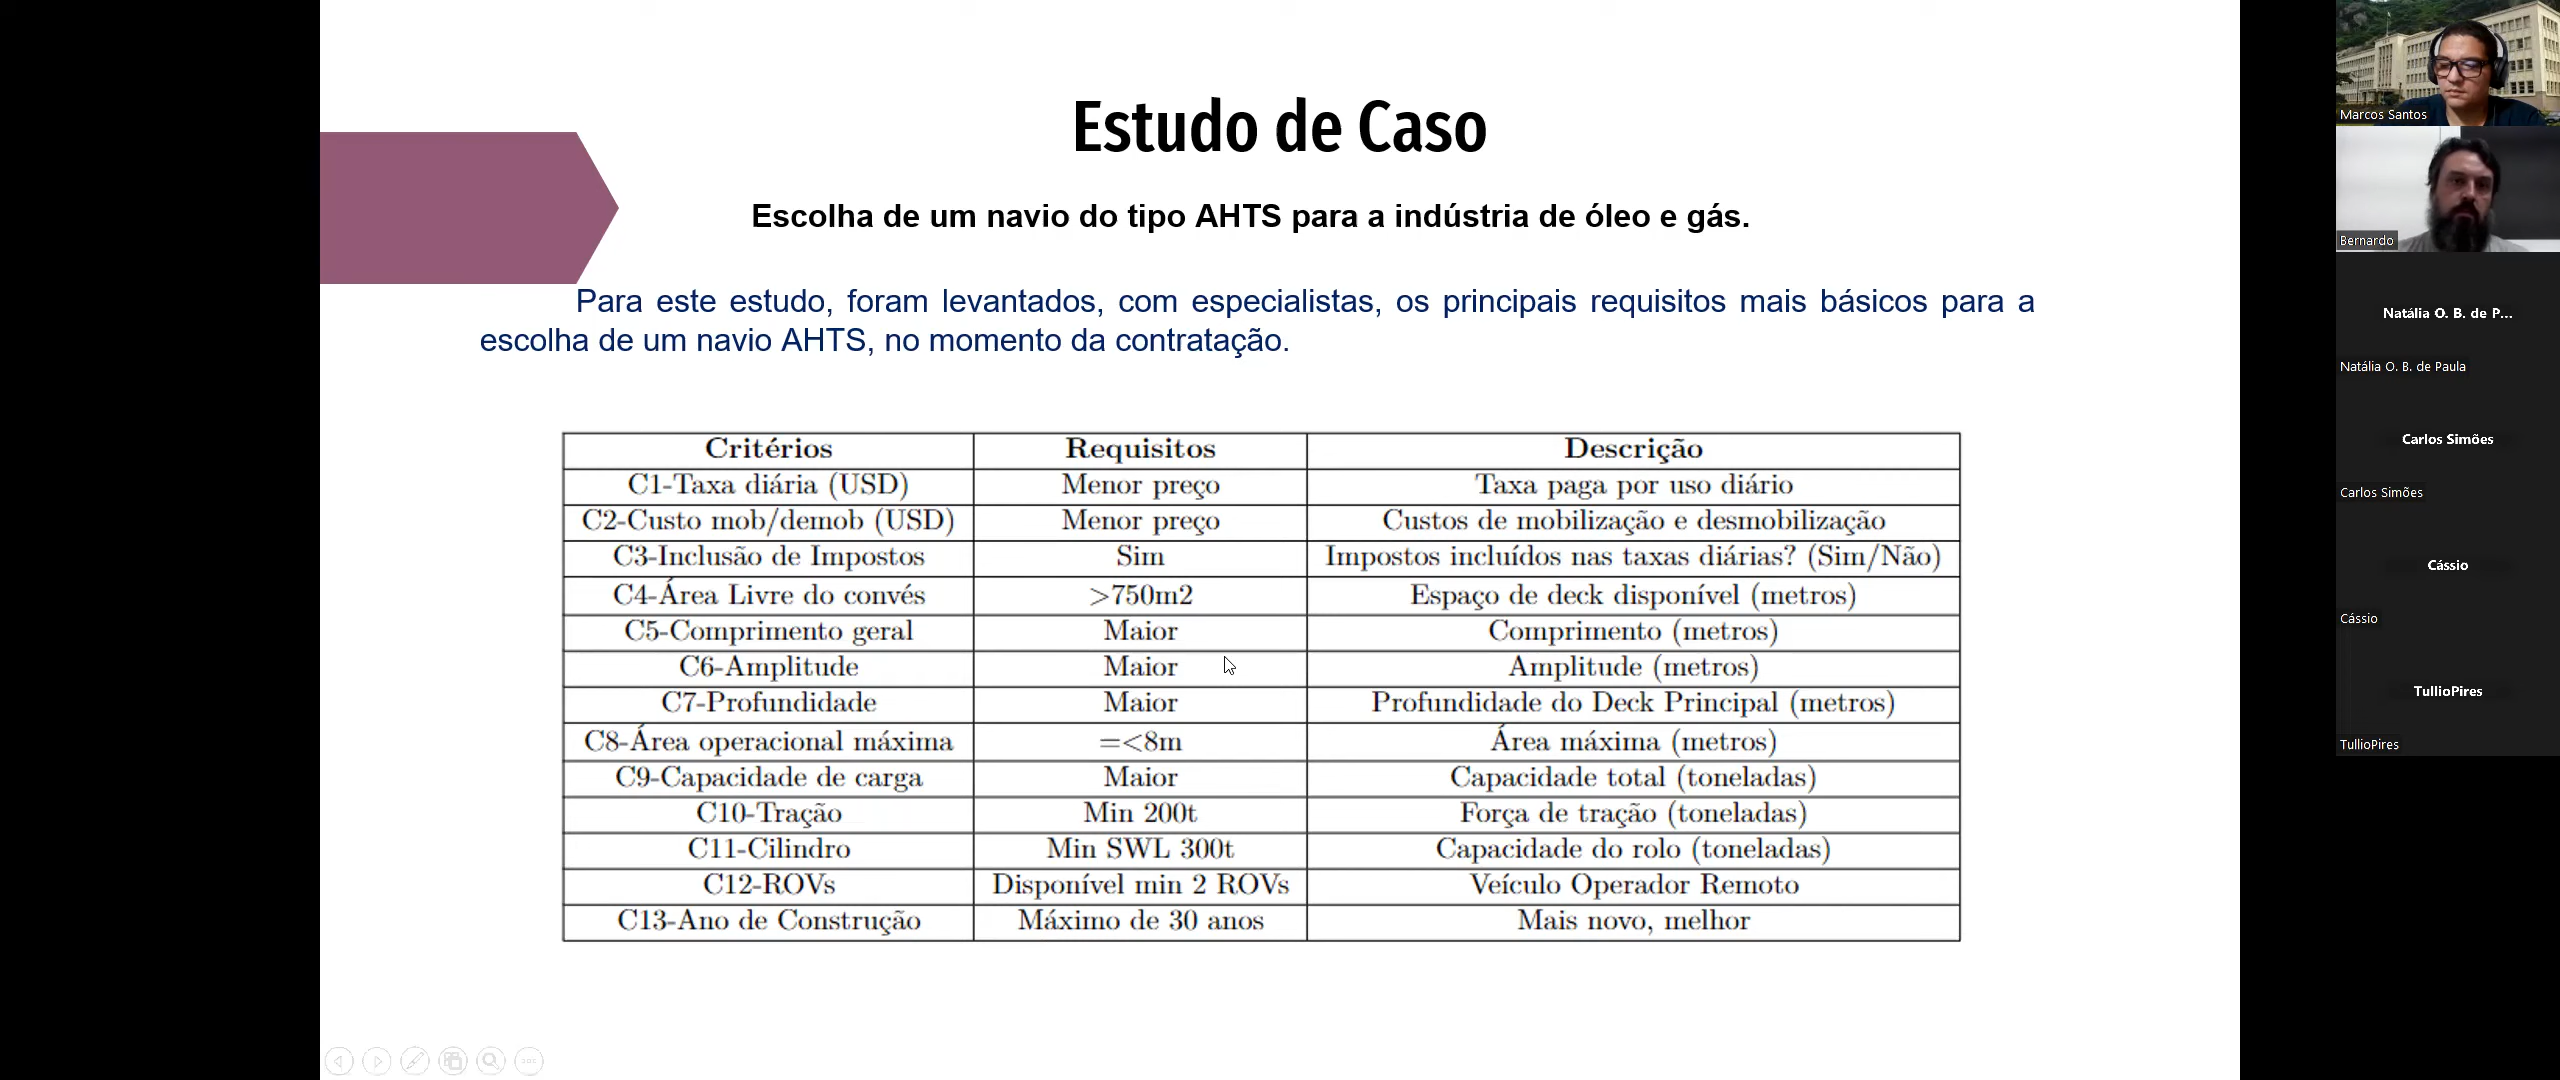 Estudo de Caso
Escolha de um navio do tipo AHTS para a indústria de óleo e gás.
Para este estudo, foram levantados, com especialistas, os principais requisitos mais básicos para a
escolha de um navio AHTS, no momento da contratação.
Critérios Requisitos Descrição
C1-Taxa diária (USD) Menor preço Taxa paga por uso diário
C2-Custo mob/demob (USD) Menor preço Custos de mobilização e desmobilização
C3-Inclusão de Impostos Sim Impostos incluídos nas taxas diárias? (Sim/Não)
C4-Área Livre do convés >750m2 Espaço de deck disponível (metros)
C5-Comprimento geral Maior Comprimento (metros)
C6-Amplitude Maior Amplitude (metros)
C7-Profundidade Maior Profundidade do Deck Principal (metros)
C8-Área operacional máxima =<8m Área máxima (metros)
C9-Capacidade de carga Maior Capacidade total (toneladas)
C10-Tração Min 200t Força de tração (toneladas)
C11-Cilindro Min SWL 300t Capacidade do rolo (toneladas)
C12-ROVs Disponível min 2 ROVs Veículo Operador Remoto
C13-Ano de Construção Máximo de 30 anos Mais novo, melhor
Marcos Santos
Bernardo
Natália O. B. de P...
Natália O. B. de Paula
Carlos Simões
Carlos Simões
Cássio
Cássio
TullioPires
TullioPires